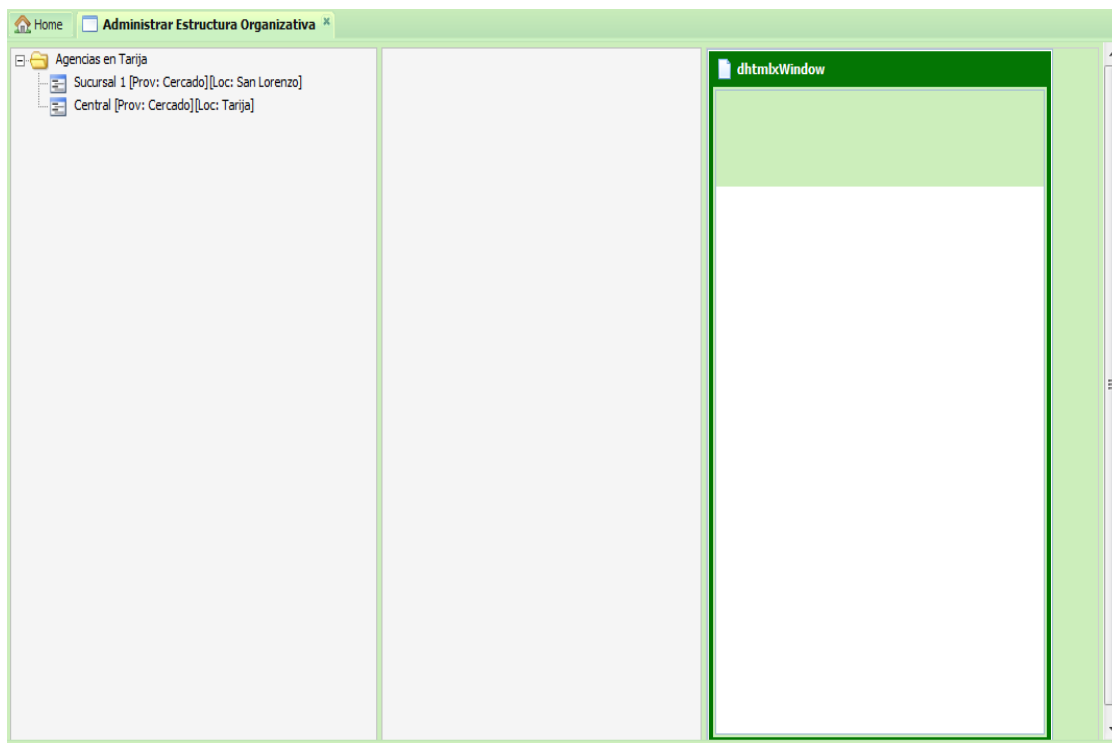 Home Administrar Estructura Organizativa x
Agencias en Tarija
Sucursal 1 [Prov: Cercado][Loc: San Lorenzo]
Central [Prov: Cercado][Loc: Tarija]
dhtmlxWindow